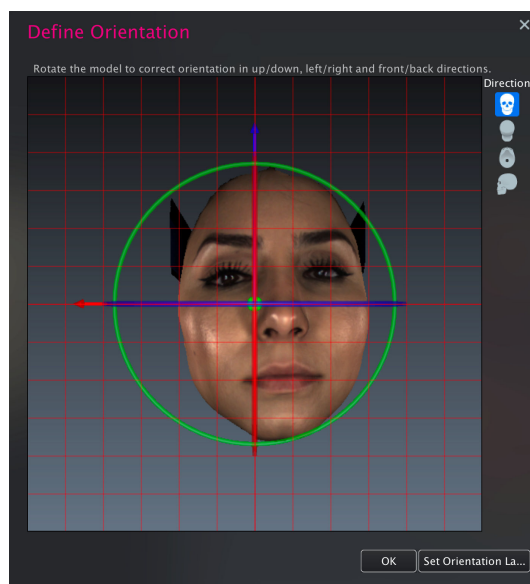 Define Orientation
Rotate the model to correct orientation in up/down, left/right and front/back directions.
Direction
OK
Set Orientation La...